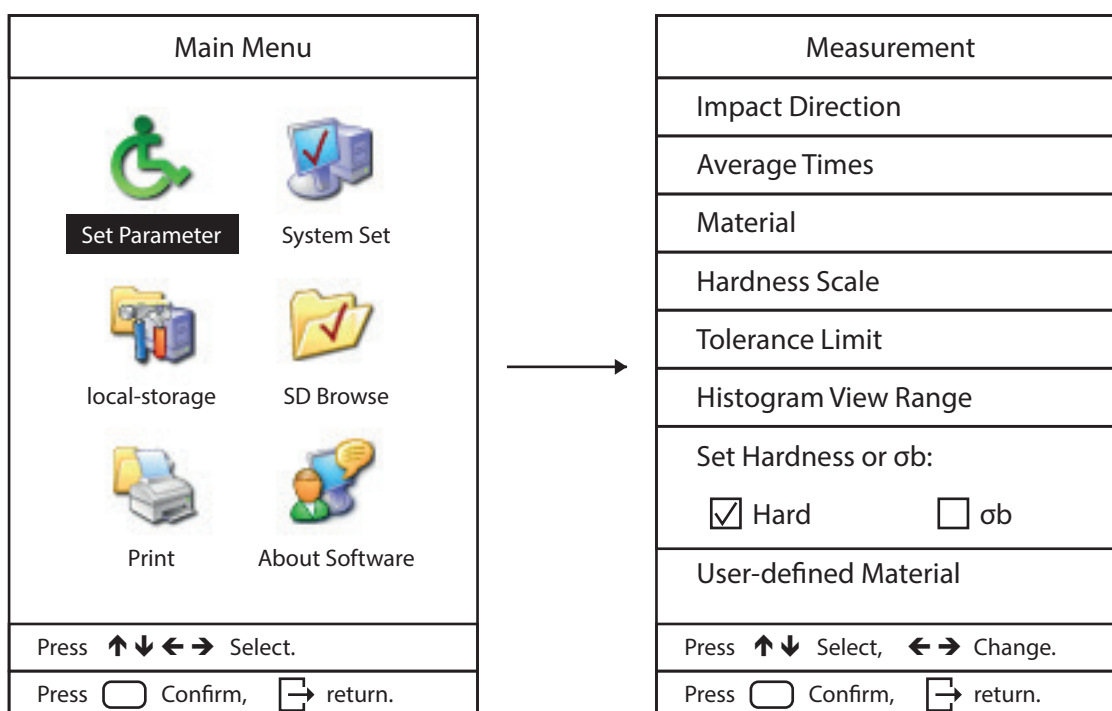 Main Menu
Set Parameter
System Set
local-storage
SD Browse
Print
About Software
Press ↑ ↓ ← → Select.
Press Confirm, return.
Measurement
Impact Direction
Average Times
Material
Hardness Scale
Tolerance Limit
Histogram View Range
Set Hardness or σb:
Hard
σb
User-defined Material
Press ↑ ↓ Select, ← → Change.
Press Confirm, return.